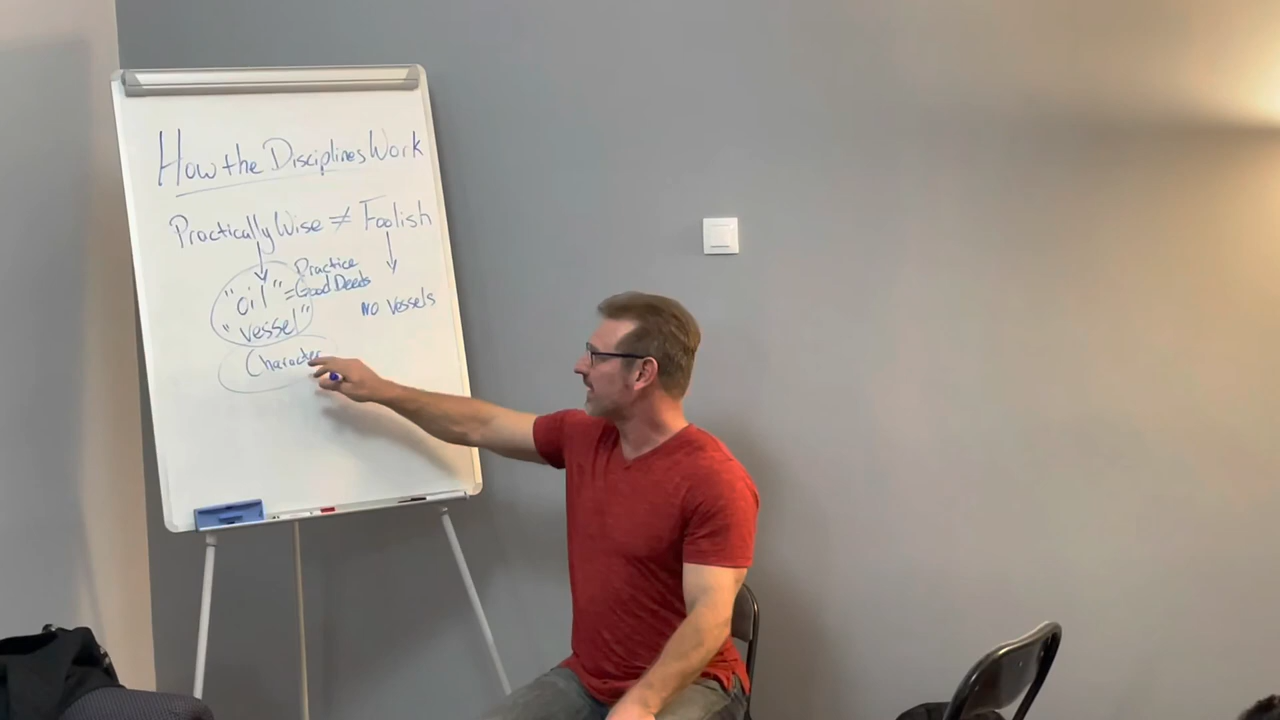 How the Disciplines Work
Practically Wise ≠ Foolish
"oil" = Practice Good Deeds
"vessel"
No Vessels
Character